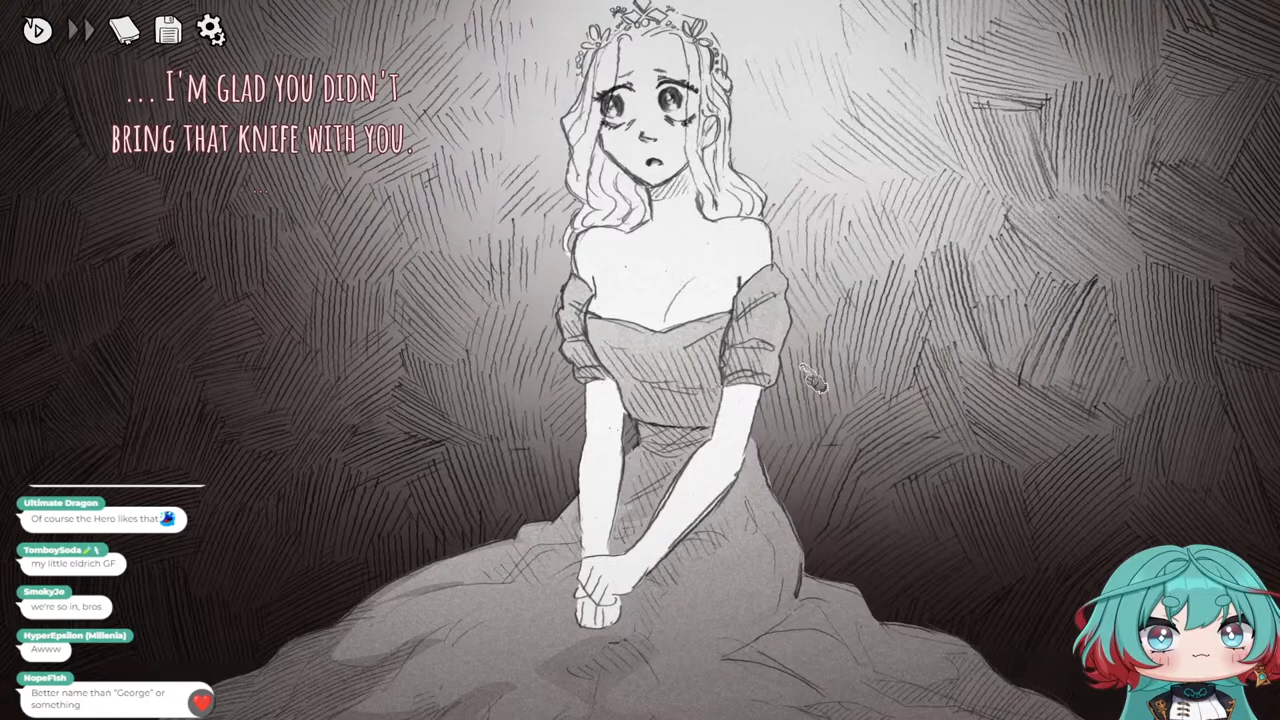 ... I'm glad you didn't
bring that knife with you.
...
Ultimate Dragon
Of course the Hero likes that
TomboySoda
my little eldrich GF
SmokyJo
we're so in, bros
HyperEpsilon (Millenia)
Awww
NopeF1sh
Better name than "George" or
something